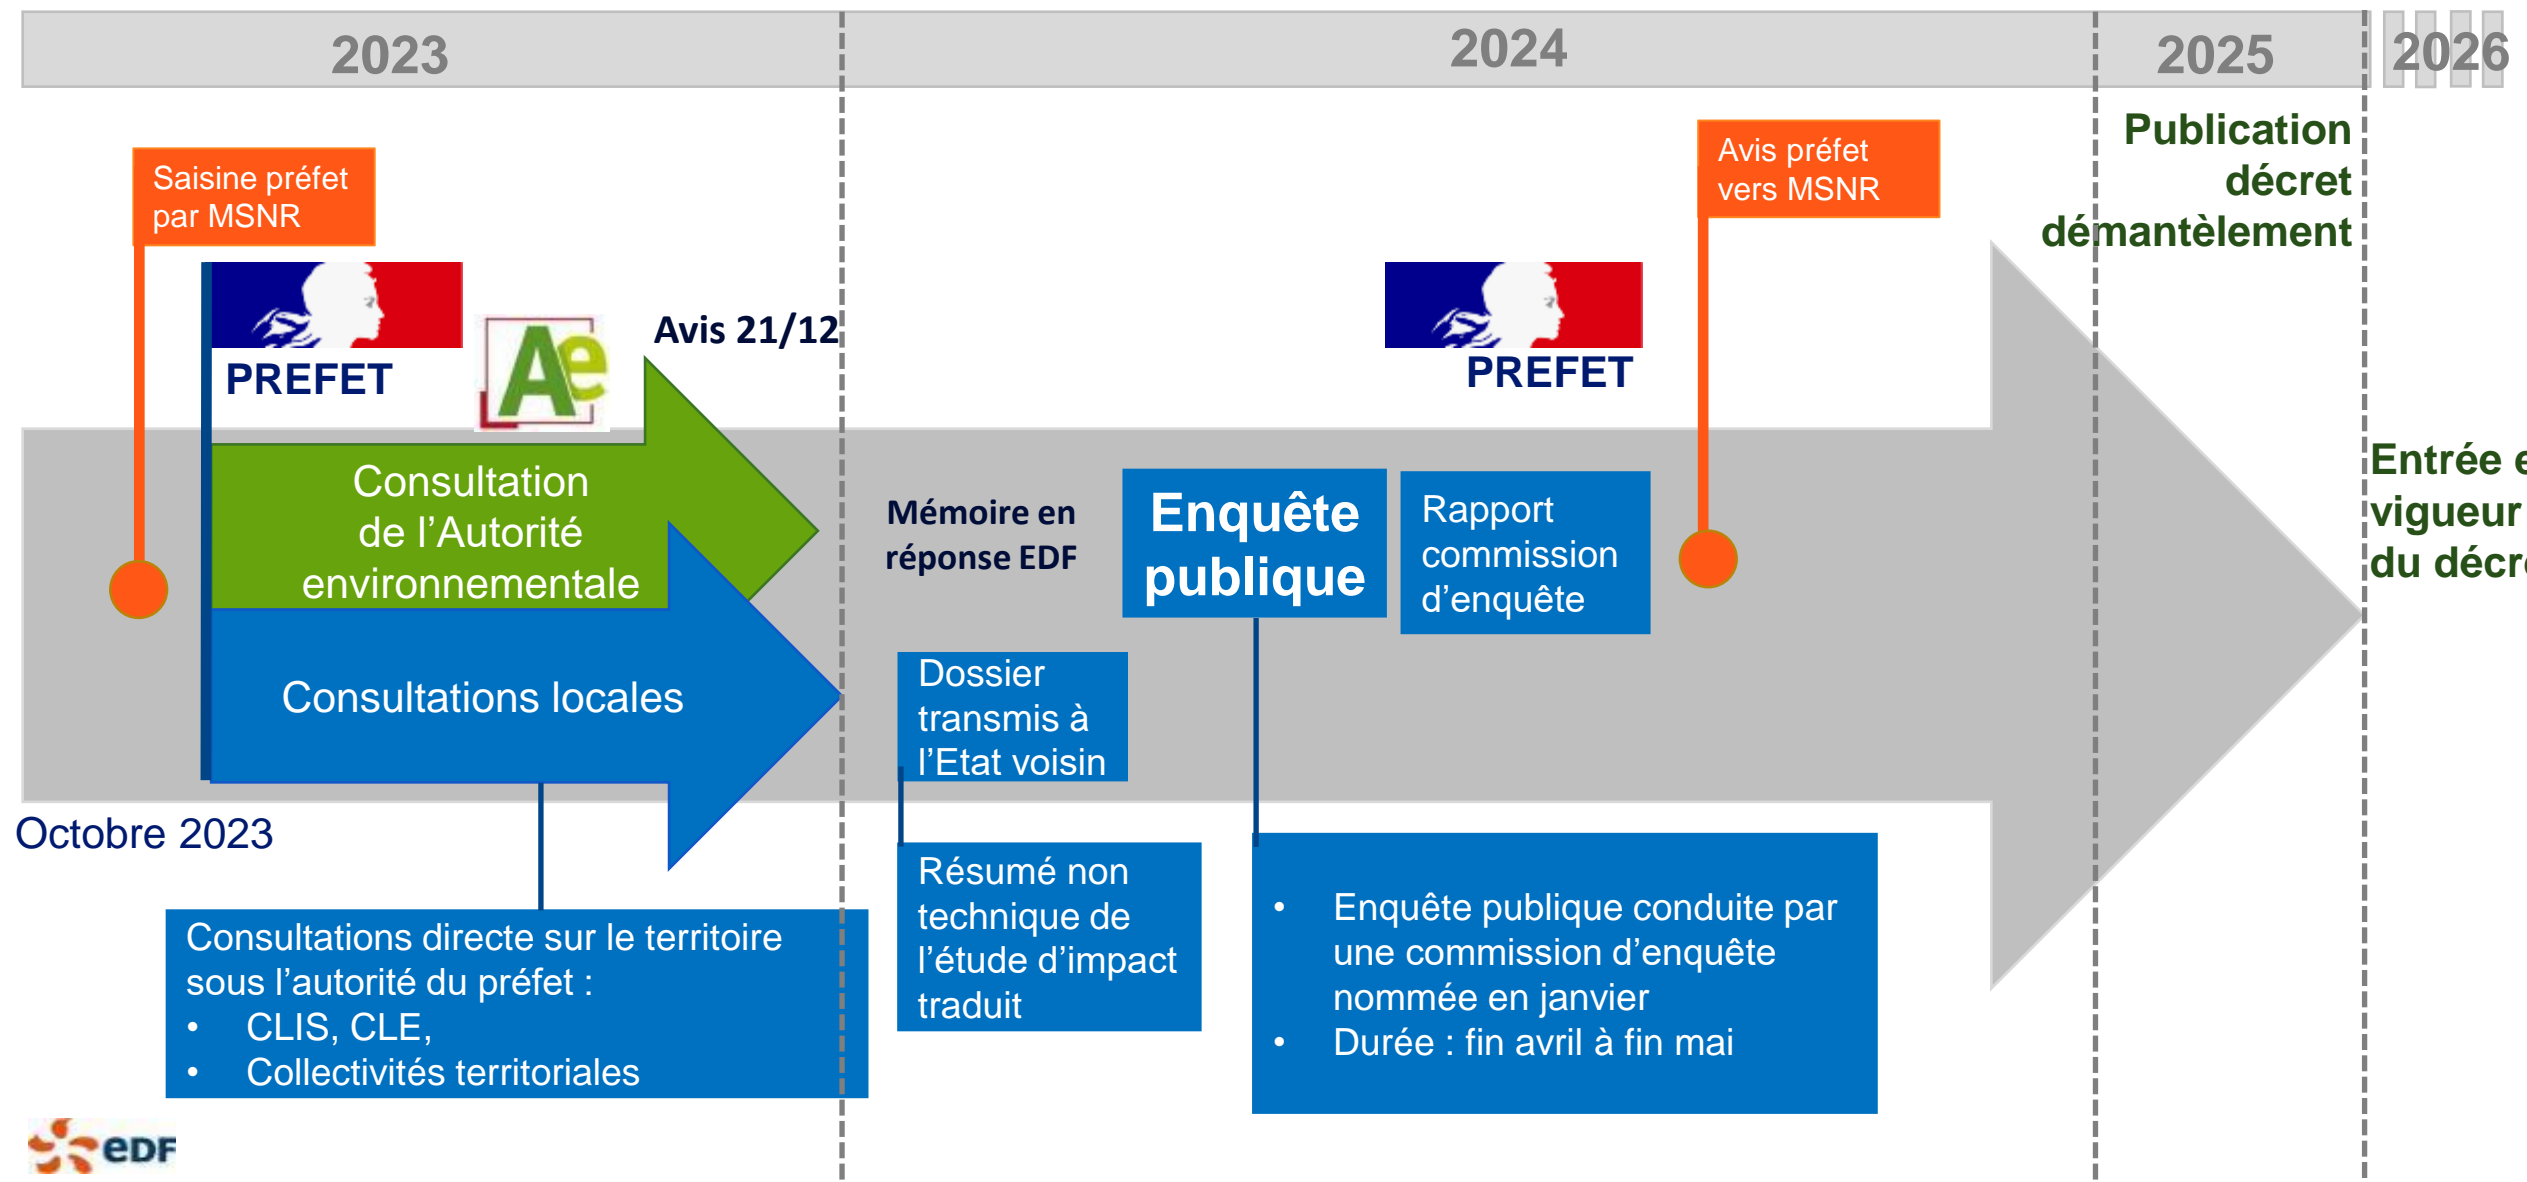 2023
2024
2025
2026
Saisine préfet
par MSNR
PREFET
Ae
Avis 21/12
Consultation
de l'Autorité
environnementale
Consultations locales
Octobre 2023
Consultations directe sur le territoire
sous l'autorité du préfet :
• CLIS, CLE,
• Collectivités territoriales
Mémoire en
réponse EDF
Dossier
transmis à
l'Etat voisin
Résumé non
technique de
l'étude d'impact
traduit
Enquête
publique
• Enquête publique conduite par
une commission d'enquête
nommée en janvier
• Durée : fin avril à fin mai
PREFET
Rapport
commission
d'enquête
Avis préfet
vers MSNR
Publication
décret
démantèlement
Entrée
vigueur
du
eDF